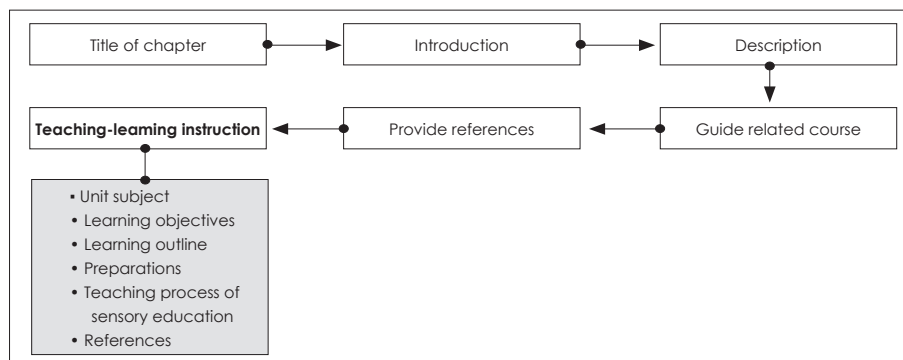 Title of chapter
Introduction
Description
Teaching-learning instruction
Provide references
Guide related course
▪ Unit subject
• Learning objectives
• Learning outline
• Preparations
• Teaching process of
sensory education
• References